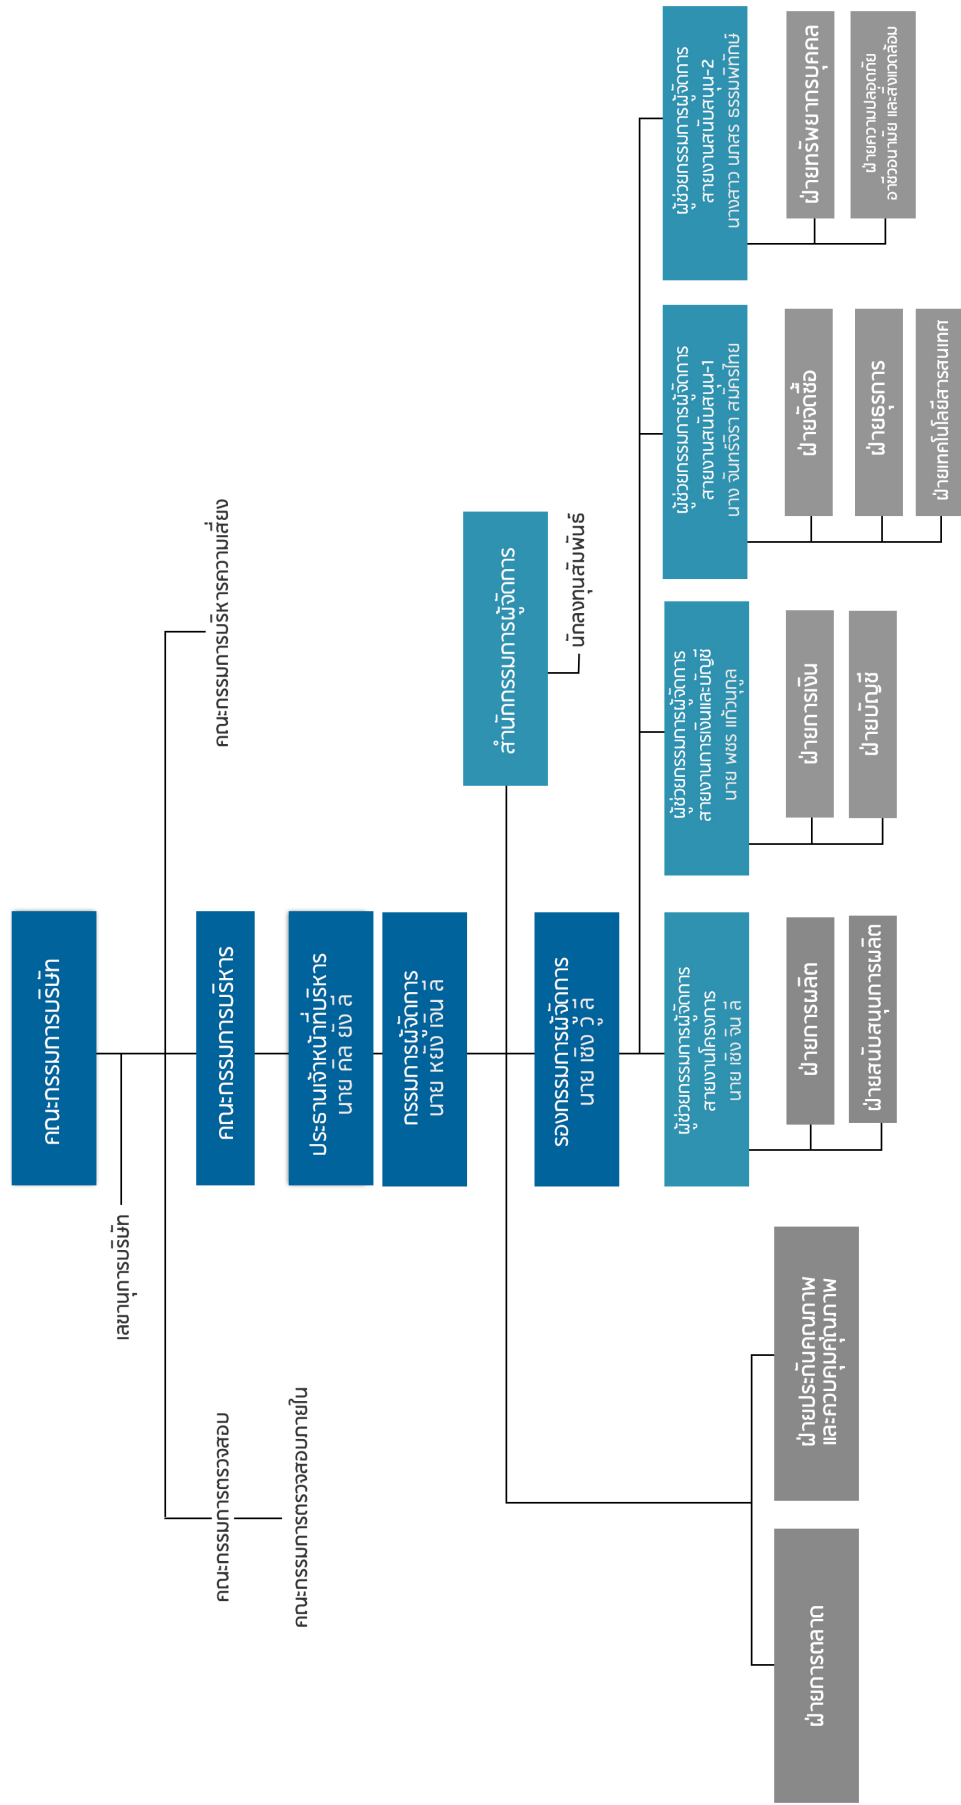 คณะกรรมการบริษัท
เลขานุการบริษัท
คณะกรรมการตรวจสอบ
คณะกรรมการตรวจสอบภายใน
คณะกรรมการบริหาร
คณะกรรมการบริหารความเสี่ยง
ประธานเจ้าหน้าที่บริหาร
นาย คิล ยัง ลี
กรรมการผู้จัดการ
นาย หยิง เจิน ลี
สำนักกรรมการผู้จัดการ
นักลงทุนสัมพันธ์
รองกรรมการผู้จัดการ
นาย เซิง วู้ ลี
ฝ่ายการตลาด
ฝ่ายประกันคุณภาพ
และควบคุมคุณภาพ
ผู้ช่วยกรรมการผู้จัดการ
สายงานโครงการ
นาย เซิง จิน ลี
ฝ่ายการผลิต
ฝ่ายสนับสนุนการผลิต
ผู้ช่วยกรรมการผู้จัดการ
สายงานการเงินและบัญชี
นาย พชร แก้วนุกูล
ฝ่ายการเงิน
ฝ่ายบัญชี
ผู้ช่วยกรรมการผู้จัดการ
สายงานสนับสนุน-1
นาง จันทร์จิรา สมัครไทย
ฝ่ายจัดซื้อ
ฝ่ายธุรการ
ฝ่ายเทคโนโลยีสารสนเทศ
ผู้ช่วยกรรมการผู้จัดการ
สายงานสนับสนุน-2
นางสาว นภสร ธรรมพิทักษ์
ฝ่ายทรัพยากรบุคคล
ฝ่ายความปลอดภัย
อาชีวอนามัย และสิ่งแวดล้อม